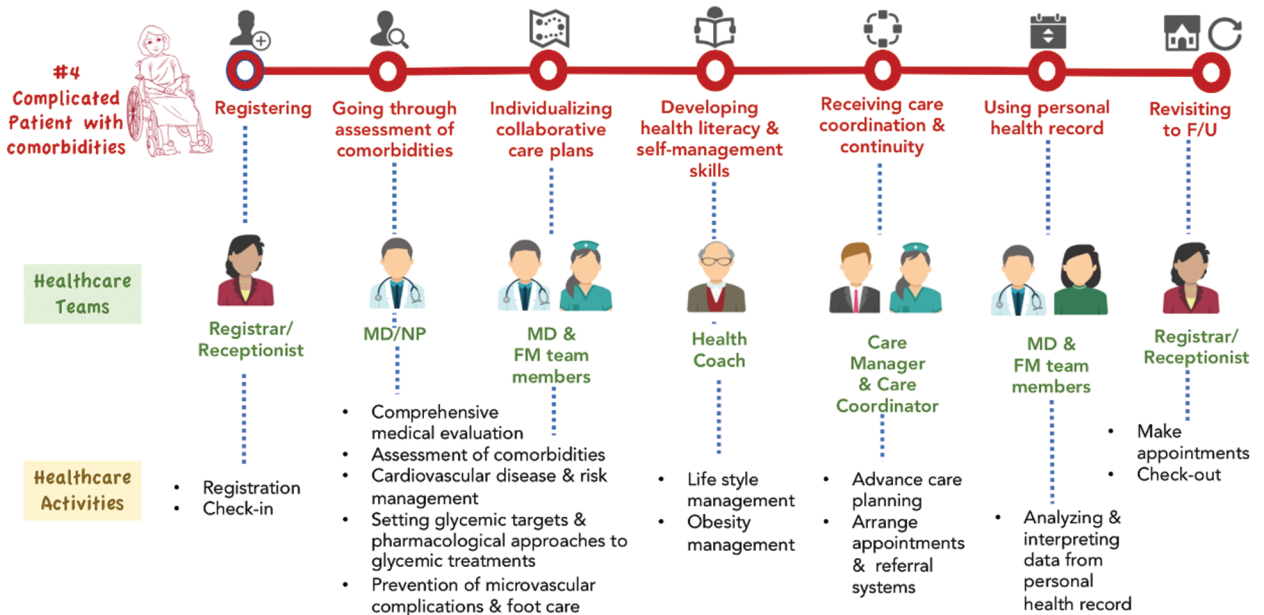 #4
Complicated
Patient with
comorbidities
Registering
Going through
assessment of
comorbidities
Individualizing
collaborative
care plans
Developing
health literacy &
self-management
skills
Receiving care
coordination &
continuity
Using personal
health record
Revisiting
to F/U
Healthcare
Teams
Registrar/
Receptionist
MD/NP
MD &
FM team
members
Health
Coach
Care
Manager
& Care
Coordinator
MD &
FM team
members
Registrar/
Receptionist
Healthcare
Activities
• Registration
• Check-in
• Comprehensive
medical evaluation
• Assessment of comorbidities
• Cardiovascular disease & risk
management
• Setting glycemic targets &
pharmacological approaches to
glycemic treatments
• Prevention of microvascular
complications & foot care
• Life style
management
• Obesity
management
• Advance care
planning
• Arrange
appointments
& referral
systems
• Analyzing &
interpreting
data from
personal
health record
• Make
appointments
• Check-out